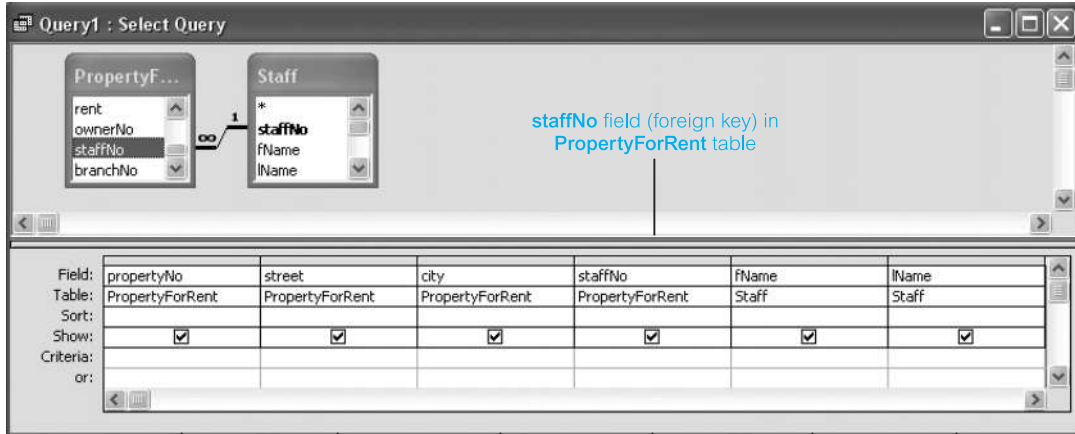 Query1 : Select Query
PropertyF...
rent
ownerNo
staffNo
branchNo
∞
1
Staff
*
staffNo
fName
lName
staffNo field (foreign key) in
PropertyForRent table
Field: propertyNo street city staffNo fName lName
Table: PropertyForRent PropertyForRent PropertyForRent PropertyForRent Staff Staff
Sort:
Show:
Criteria:
or: